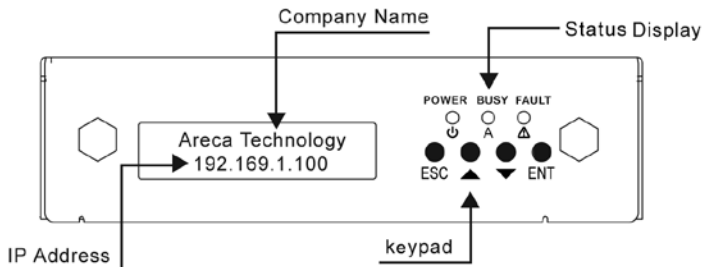 Company Name
Status Display
POWER BUSY FAULT
A
Areca Technology
192.169.1.100
ESC ENT
IP Address
keypad